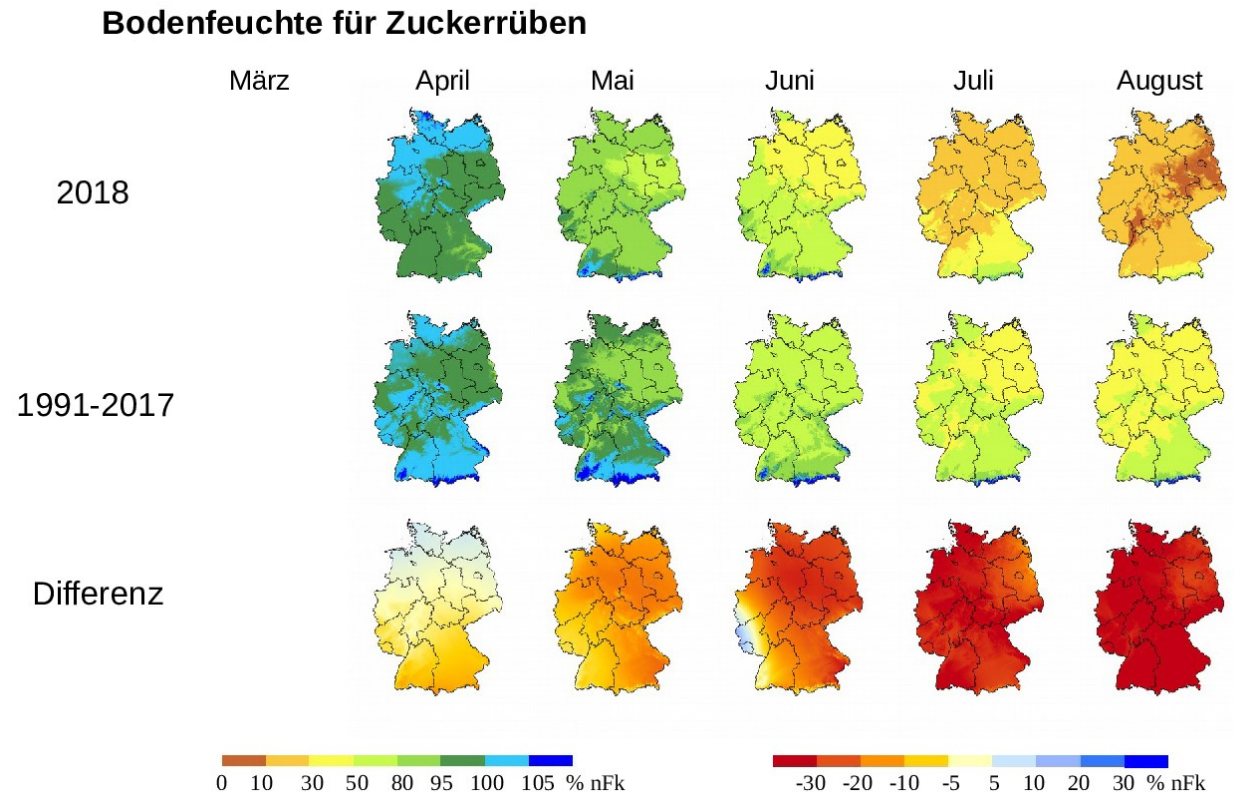 Bodenfeuchte für Zuckerrüben
März April Mai Juni Juli August
2018
1991-2017
Differenz
0 10 30 50 80 95 100 105 % nFk
-30 -20 -10 -5 5 10 20 30 % nFk